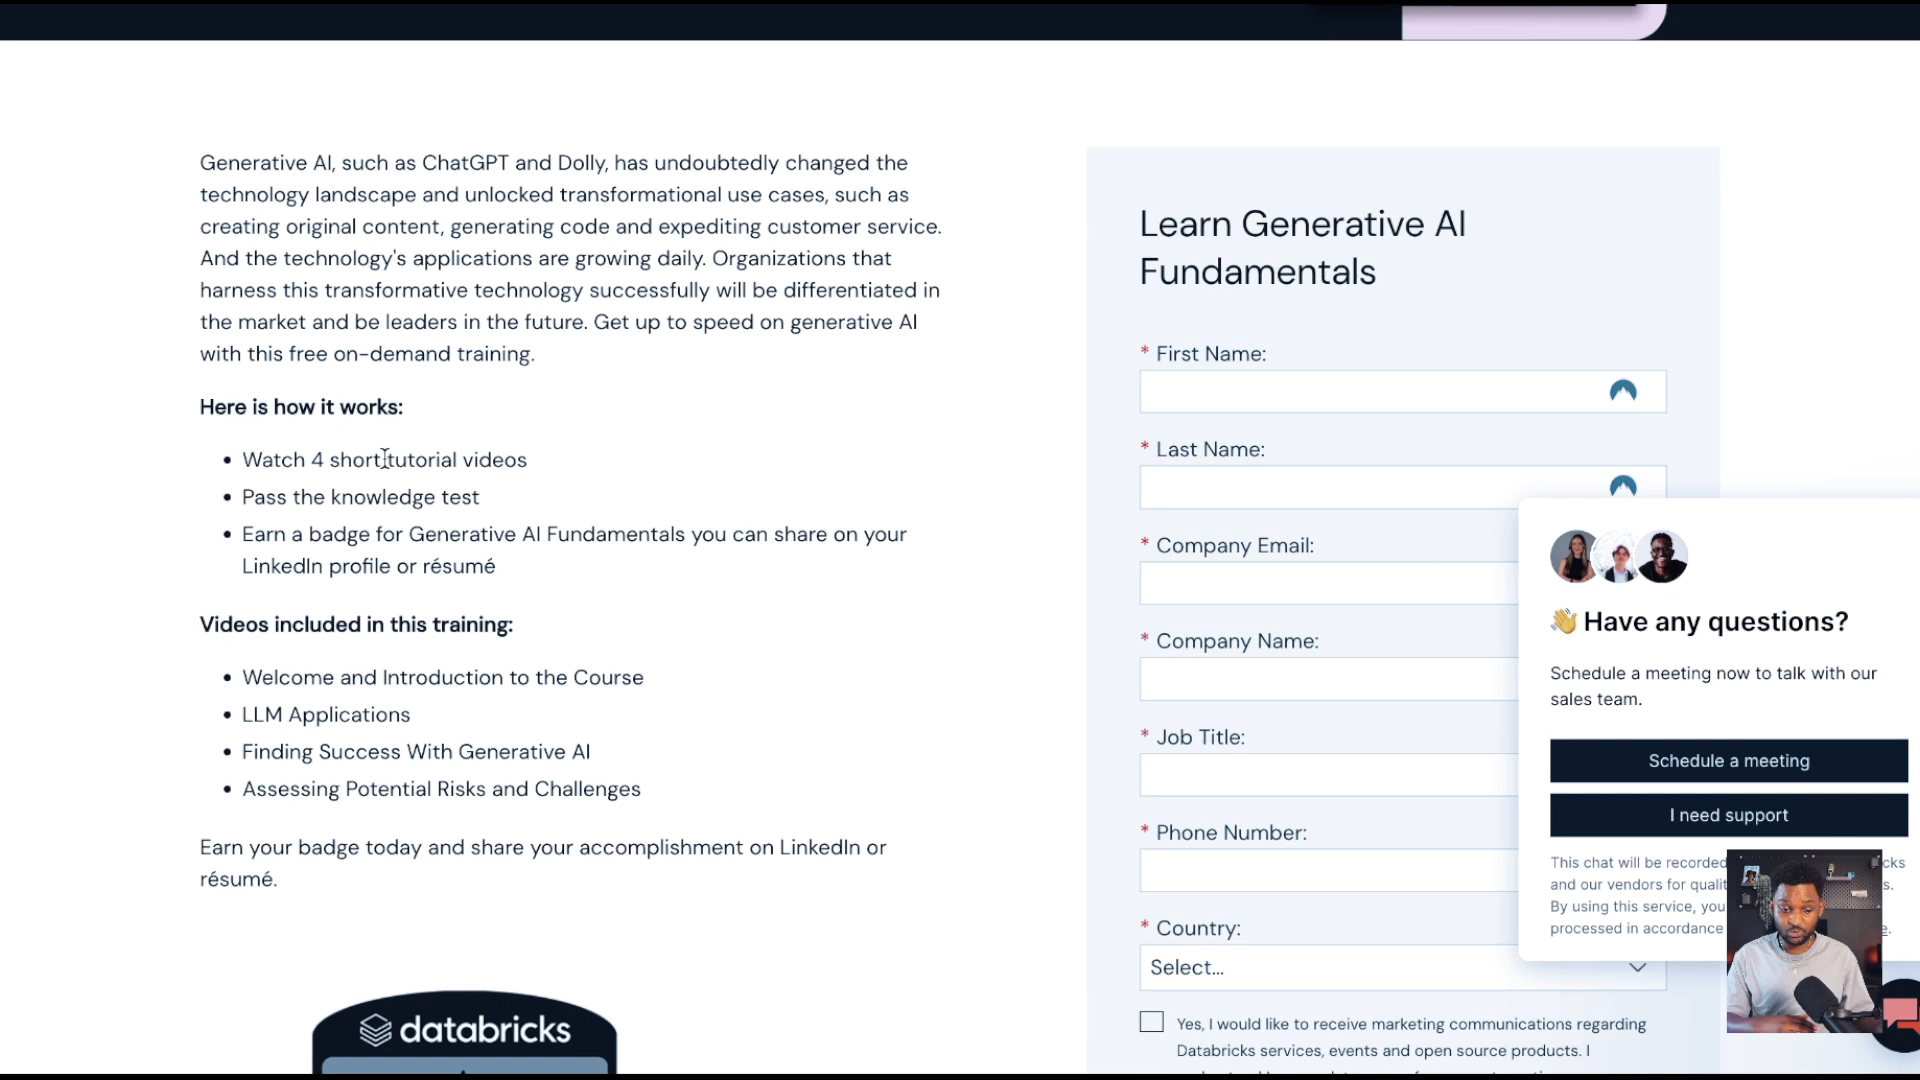 Generative AI, such as ChatGPT and Dolly, has undoubtedly changed the
technology landscape and unlocked transformational use cases, such as
creating original content, generating code and expediting customer service.
And the technology's applications are growing daily. Organizations that
harness this transformative technology successfully will be differentiated in
the market and be leaders in the future. Get up to speed on generative AI
with this free on-demand training.
Here is how it works:
• Watch 4 short tutorial videos
• Pass the knowledge test
• Earn a badge for Generative AI Fundamentals you can share on your
LinkedIn profile or résumé
Videos included in this training:
• Welcome and Introduction to the Course
• LLM Applications
• Finding Success With Generative AI
• Assessing Potential Risks and Challenges
Earn your badge today and share your accomplishment on LinkedIn or
résumé.
databricks
Learn Generative AI
Fundamentals
* First Name:
* Last Name:
* Company Email:
* Company Name:
* Job Title:
* Phone Number:
* Country:
Select...
Yes, I would like to receive marketing communications regarding
Databricks services, events and open source products. I
👋 Have any questions?
Schedule a meeting now to talk with our
sales team.
Schedule a meeting
I need support
This chat will be recorded
and our vendors for
By using this service, you
processed in accordance